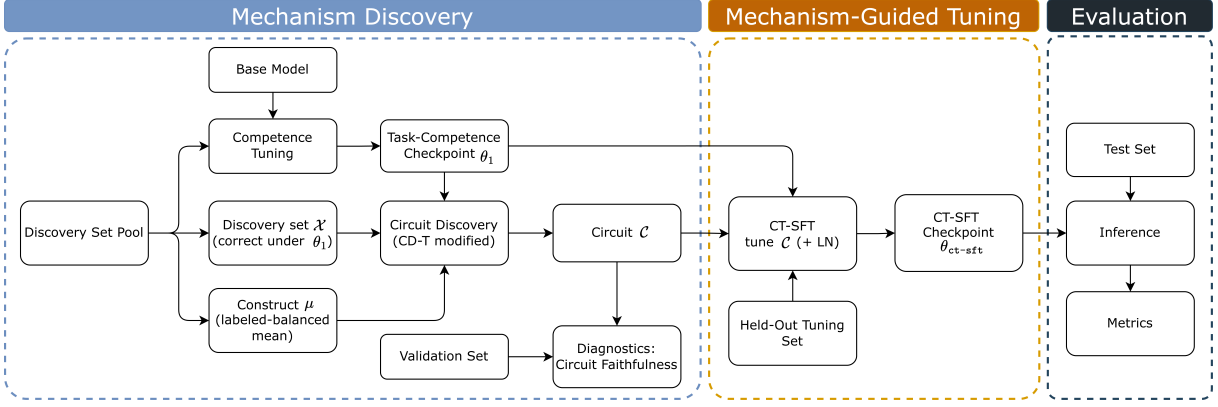 Mechanism Discovery
Mechanism-Guided Tuning
Evaluation
Base Model
Competence
Tuning
Task-Competence
Checkpoint θ₁
Discovery Set Pool
Discovery set 𝒳
(correct under θ₁)
Circuit Discovery
(CD-T modified)
Circuit 𝒞
Construct μ
(labeled-balanced
mean)
Validation Set
Diagnostics:
Circuit Faithfulness
CT-SFT
tune 𝒞 (+ LN)
Held-Out Tuning
Set
CT-SFT
Checkpoint
θ_ct-sft
Test Set
Inference
Metrics